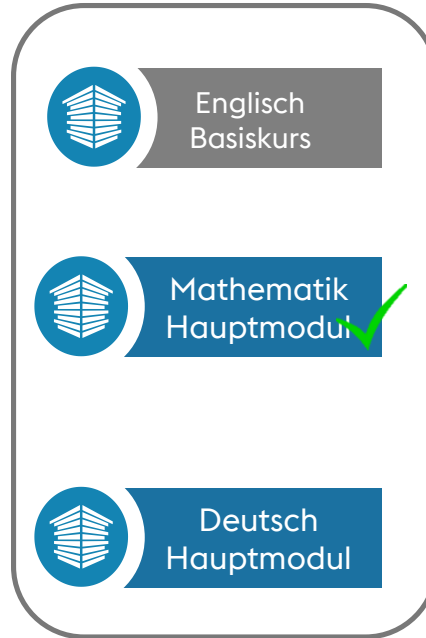 Englisch
Basiskurs
Mathematik
Hauptmodul
Deutsch
Hauptmodul